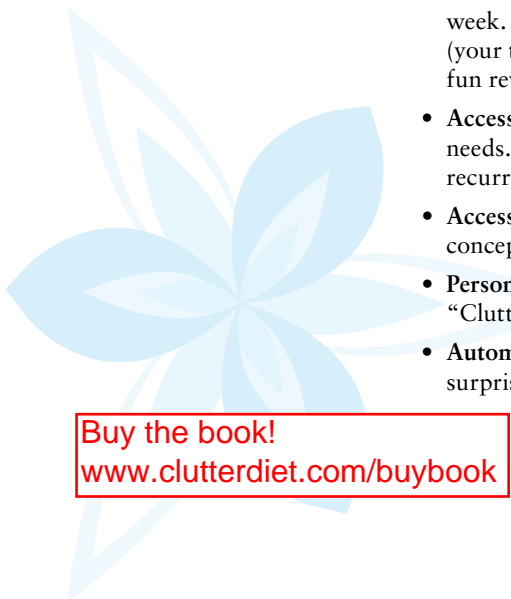 week.
(your t
fun rev
• Access
needs.
recurr
• Access
concep
• Person
“Clutt
• Autom
surpris
Buy the book!
www.clutterdiet.com/buybook